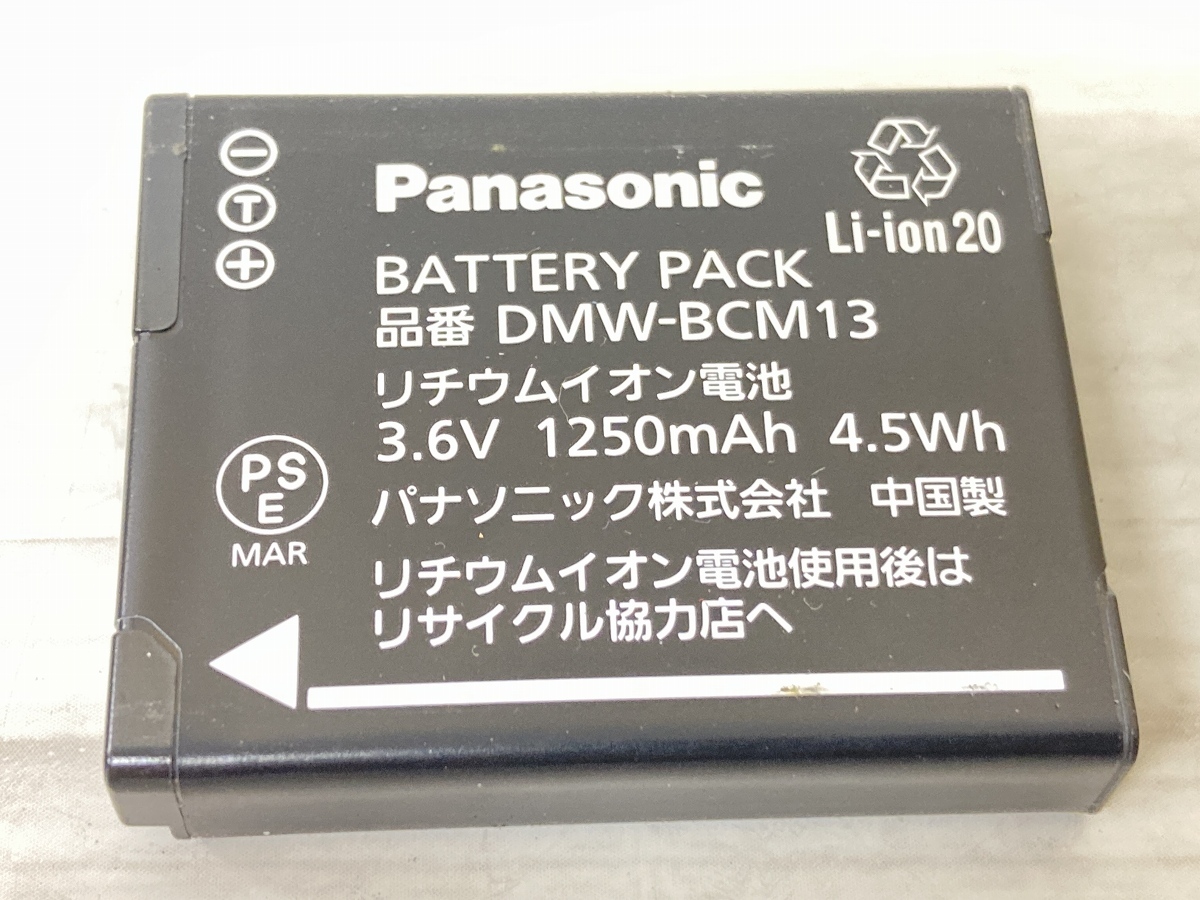 Panasonic
Li-ion20
BATTERY PACK
品番 DMW-BCM13
リチウムイオン電池
3.6V 1250mAh 4.5Wh
パナソニック株式会社 中国製
リチウムイオン電池使用後は
リサイクル協力店へ
T
PS
E
MAR